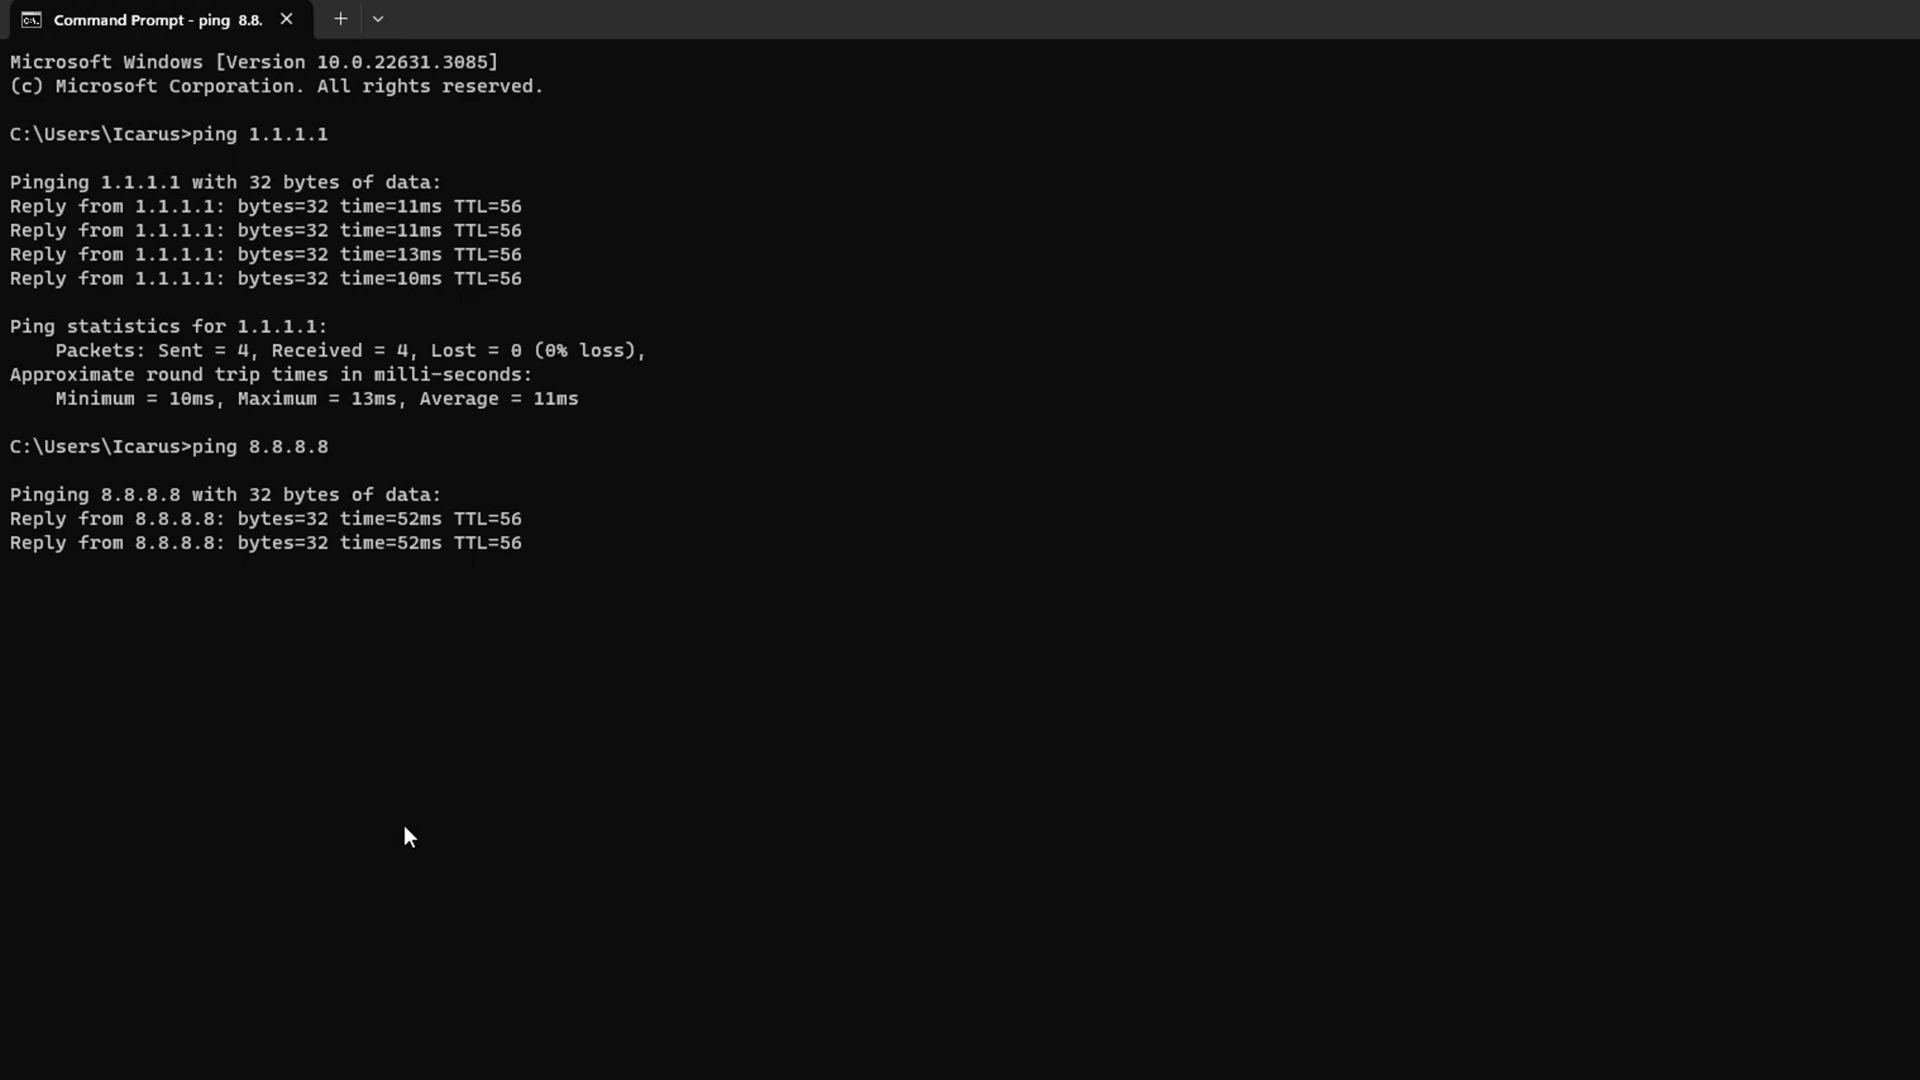 Command Prompt - ping 8.8.
Microsoft Windows [Version 10.0.22631.3085]
(c) Microsoft Corporation. All rights reserved.
C:\Users\Icarus>ping 1.1.1.1
Pinging 1.1.1.1 with 32 bytes of data:
Reply from 1.1.1.1: bytes=32 time=11ms TTL=56
Reply from 1.1.1.1: bytes=32 time=11ms TTL=56
Reply from 1.1.1.1: bytes=32 time=13ms TTL=56
Reply from 1.1.1.1: bytes=32 time=10ms TTL=56
Ping statistics for 1.1.1.1:
Packets: Sent = 4, Received = 4, Lost = 0 (0% loss),
Approximate round trip times in milli-seconds:
Minimum = 10ms, Maximum = 13ms, Average = 11ms
C:\Users\Icarus>ping 8.8.8.8
Pinging 8.8.8.8 with 32 bytes of data:
Reply from 8.8.8.8: bytes=32 time=52ms TTL=56
Reply from 8.8.8.8: bytes=32 time=52ms TTL=56